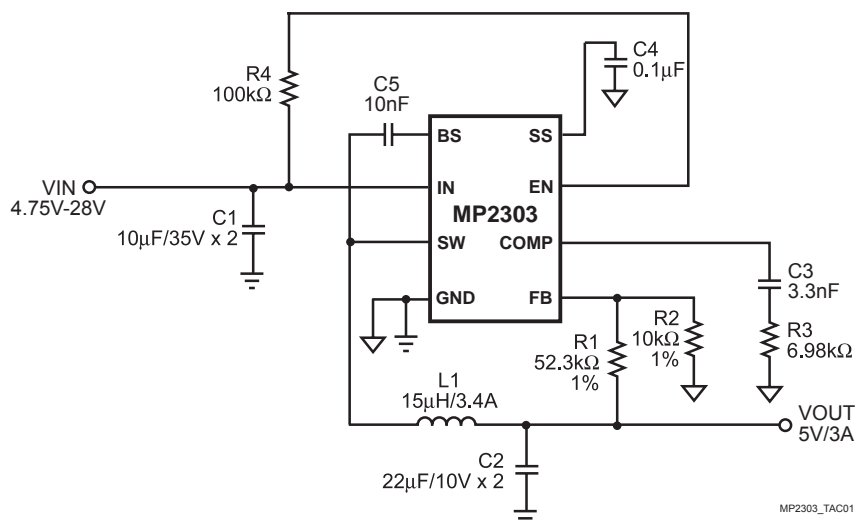 R4
100kΩ
C5
10nF
C4
0.1µF
BS
SS
VIN
4.75V-28V
IN
EN
MP2303
C1
10µF/35V x 2
SW
COMP
C3
3.3nF
GND
FB
R1
52.3kΩ
1%
R2
10kΩ
1%
R3
6.98kΩ
L1
15µH/3.4A
VOUT
5V/3A
C2
22µF/10V x 2
MP2303_TAC01